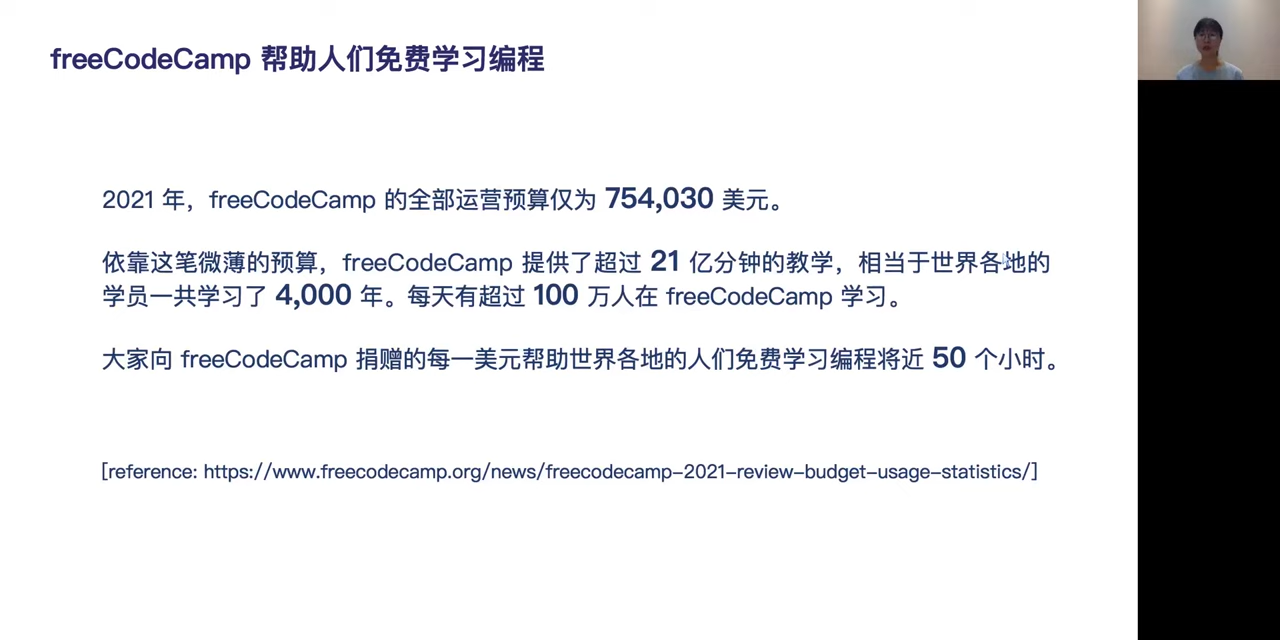 freeCodeCamp 帮助人们免费学习编程
2021 年，freeCodeCamp 的全部运营预算仅为 754,030 美元。
依靠这笔微薄的预算，freeCodeCamp 提供了超过 21 亿分钟的教学，相当于世界各地的
学员一共学习了 4,000 年。每天有超过 100 万人在 freeCodeCamp 学习。
大家向 freeCodeCamp 捐赠的每一美元帮助世界各地的人们免费学习编程将近 50 个小时。
[reference: https://www.freecodecamp.org/news/freecodecamp-2021-review-budget-usage-statistics/]